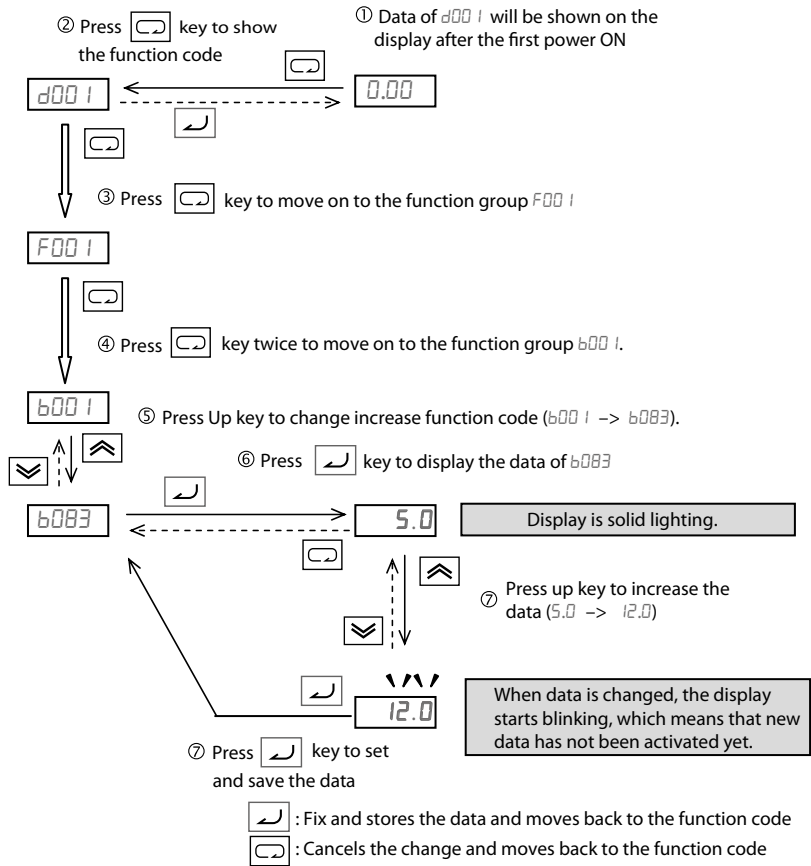 ① Data of d001 will be shown on the
display after the first power ON
② Press key to show
the function code
d001
0.00
③ Press key to move on to the function group F001
F001
④ Press key twice to move on to the function group b001.
b001
⑤ Press Up key to change increase function code (b001 –> b083).
⑥ Press key to display the data of b083
b083
5.0
Display is solid lighting.
⑦ Press up key to increase the
data (5.0 –> 12.0)
12.0
When data is changed, the display
starts blinking, which means that new
data has not been activated yet.
⑦ Press key to set
and save the data
: Fix and stores the data and moves back to the function code
: Cancels the change and moves back to the function code